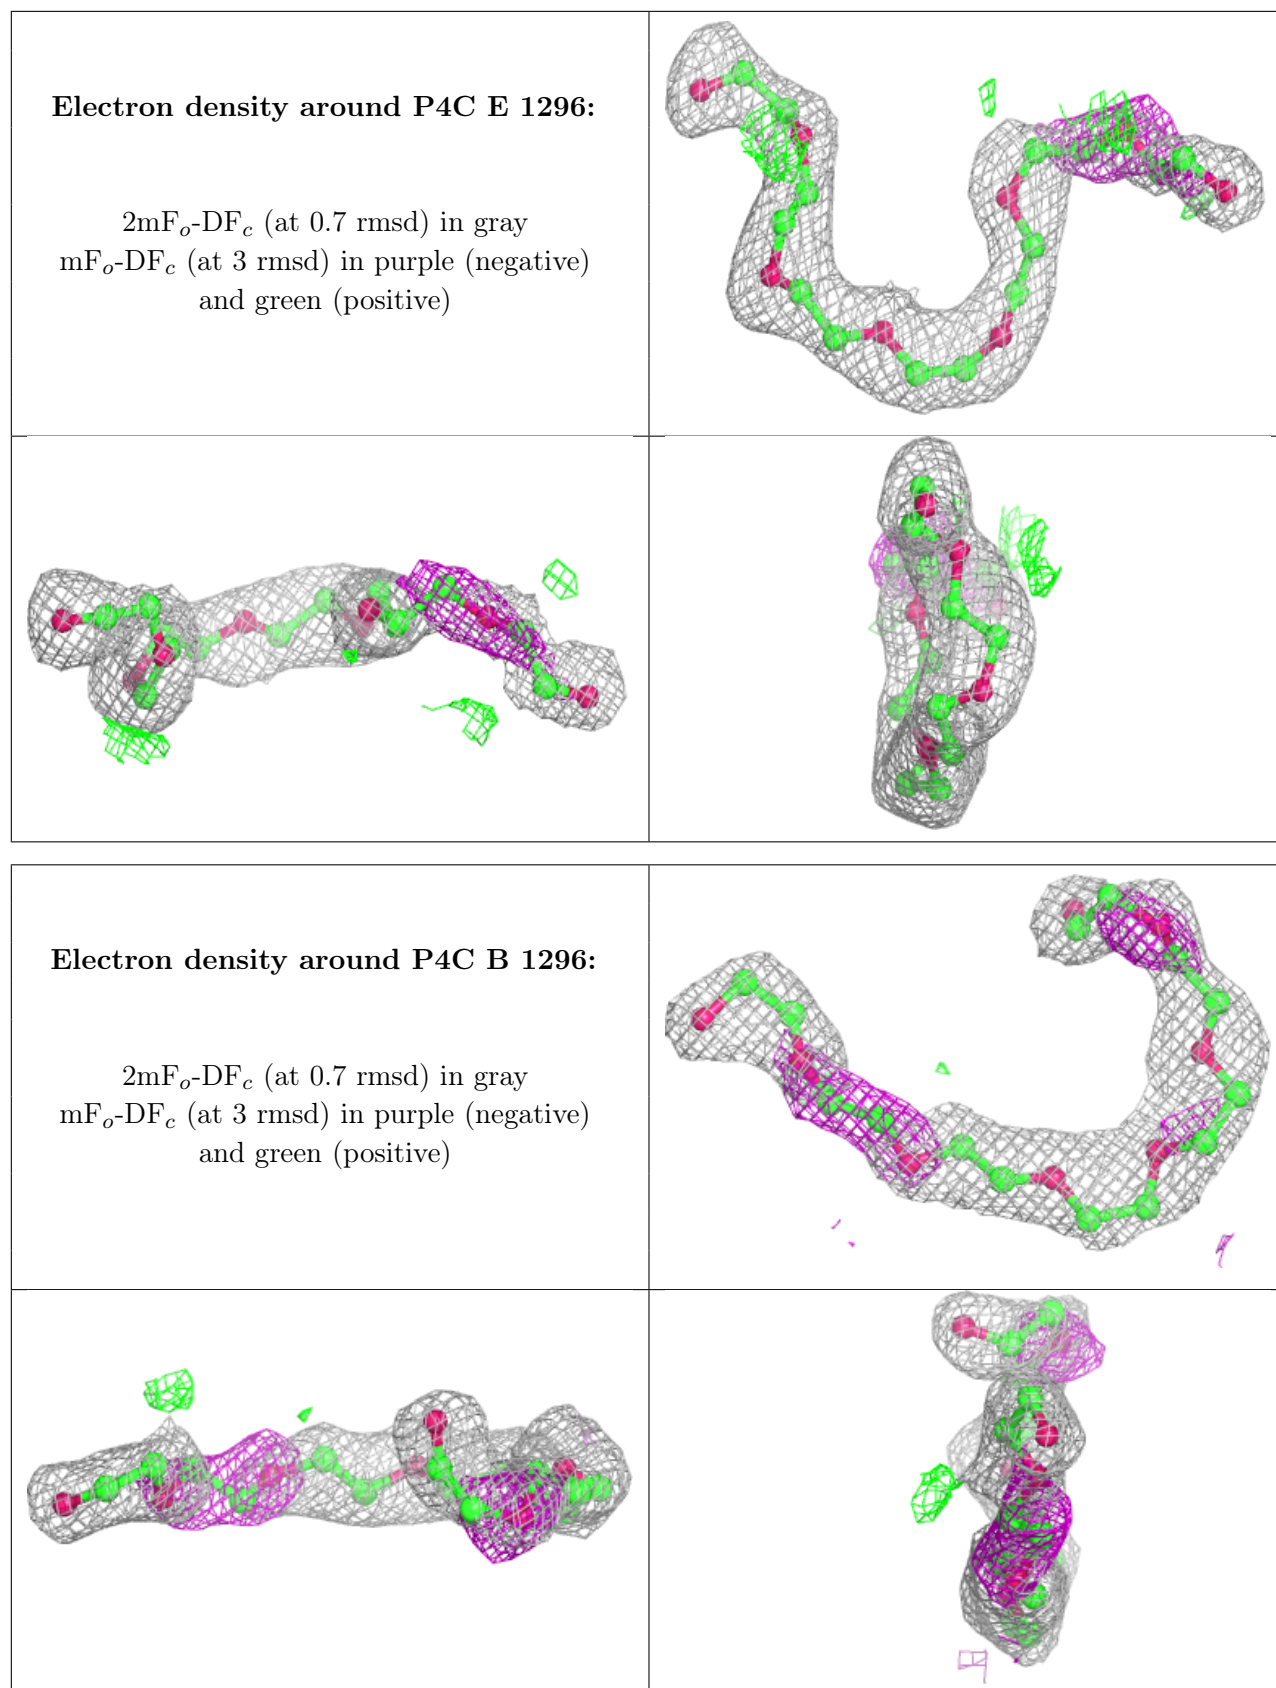 Electron density around P4C E 1296:
2mFo-DFc (at 0.7 rmsd) in gray
mFo-DFc (at 3 rmsd) in purple (negative)
and green (positive)
Electron density around P4C B 1296:
2mFo-DFc (at 0.7 rmsd) in gray
mFo-DFc (at 3 rmsd) in purple (negative)
and green (positive)